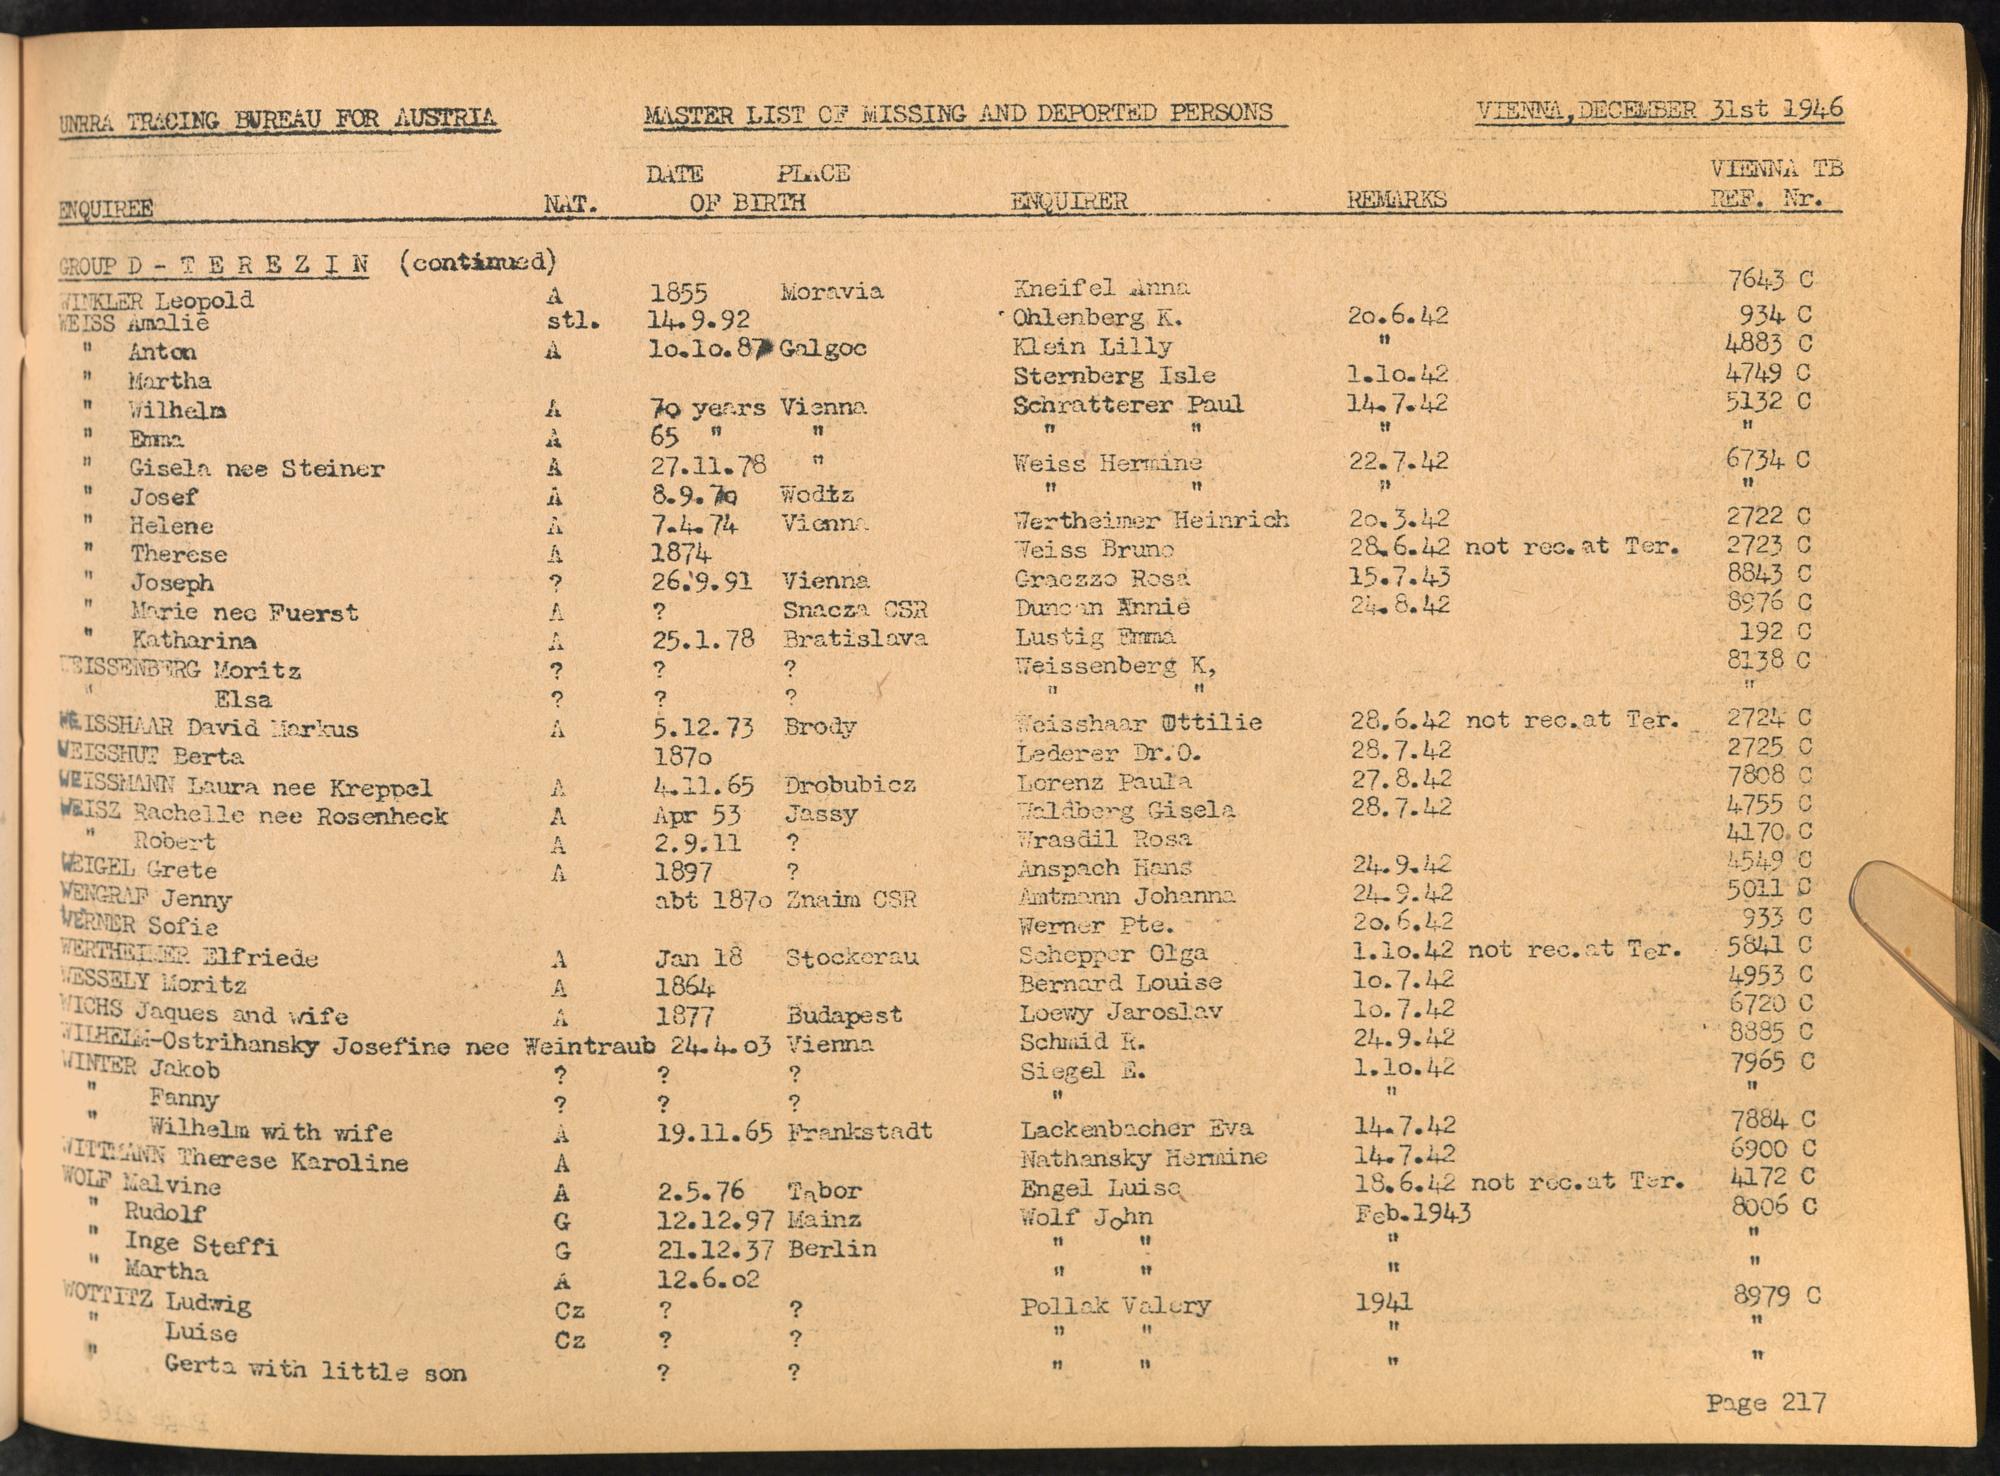 UNRRA TRACING BUREAU FOR AUSTRIA MASTER LIST OF MISSING AND DEPORTED PERSONS VIENNA, DECEMBER 31st 1946
DATE PLACE VIENNA TB
ENQUIREE NAT. OF BIRTH ENQUIRER REMARKS REF. Nr.
GROUP D - T E R E Z I N (continued)
WINKLER Leopold A 1855 Moravia Kneifel Anna 7643 C
WEISS Amalie stl. 14.9.92 Ohlenberg K. 2o.6.42 934 C
" Anton A 1o.1o.87 Galgoc Klein Lilly " 4883 C
" Martha Sternberg Isle 1.1o.42 4749 C
" Wilhelm A 7o years Vienna Schratterer Paul 14.7.42 5132 C
" Emma A 65 " " " " " "
" Gisela nee Steiner A 27.11.78 " Weiss Hermine 22.7.42 6734 C
" Josef A 8.9.7o Wodtz " " " "
" Helene A 7.4.74 Vienna Wertheimer Heinrich 2o.3.42 2722 C
" Therese A 1874 Weiss Bruno 28.6.42 not rec.at Ter. 2723 C
" Joseph ? 26.9.91 Vienna Graezzo Rosa 15.7.43 8843 C
" Marie nee Fuerst A ? Snacza CSR Duncan Annie 24.8.42 8976 C
" Katharina A 25.1.78 Bratislava Lustig Emma 192 C
WEISSENBERG Moritz ? ? ? Weissenberg K, 8138 C
" Elsa ? ? ? " " "
WEISSHAAR David Markus A 5.12.73 Brody Weisshaar Ottilie 28.6.42 not rec.at Ter. 2724 C
WEISSHUT Berta 187o Lederer Dr.O. 28.7.42 2725 C
WEISSMANN Laura nee Kreppel A 4.11.65 Drobubicz Lorenz Paula 27.8.42 7808 C
WEISZ Rachelle nee Rosenheck A Apr 53 Jassy Waldberg Gisela 28.7.42 4755 C
" Robert A 2.9.11 ? Wrasdil Rosa 4170 C
WEIGEL Grete A 1897 ? Anspach Hans 24.9.42 4549 C
WENGRAF Jenny abt 187o Znaim CSR Amtmann Johanna 24.9.42 5011 C
WERNER Sofie Werner Pte. 2o.6.42 933 C
WERTHEIMER Elfriede A Jan 18 Stockerau Schepper Olga 1.1o.42 not rec.at Ter. 5841 C
WESSELY Moritz A 1864 Bernard Louise 1o.7.42 4953 C
WICHS Jaques and wife A 1877 Budapest Loewy Jaroslav 1o.7.42 6720 C
WILHELM-Ostrihansky Josefine nee Weintraub 24.4.o3 Vienna Schmid R. 24.9.42 8885 C
WINTER Jakob ? ? ? Siegel E. 1.1o.42 7965 C
" Fanny ? ? ? " " "
" Wilhelm with wife A 19.11.65 Frankstadt Lackenbacher Eva 14.7.42 7884 C
WITTMANN Therese Karoline A Nathansky Hermine 14.7.42 6900 C
WOLF Malvine A 2.5.76 Tabor Engel Luise 18.6.42 not rec.at Ter. 4172 C
" Rudolf G 12.12.97 Mainz Wolf John Feb.1943 8006 C
" Inge Steffi G 21.12.37 Berlin " " " "
" Martha A 12.6.o2 " " " "
WOTTITZ Ludwig Cz ? ? Pollak Valery 1941 8979 C
" Luise Cz ? ? " " " "
" Gerta with little son ? ? " " " "
Page 217